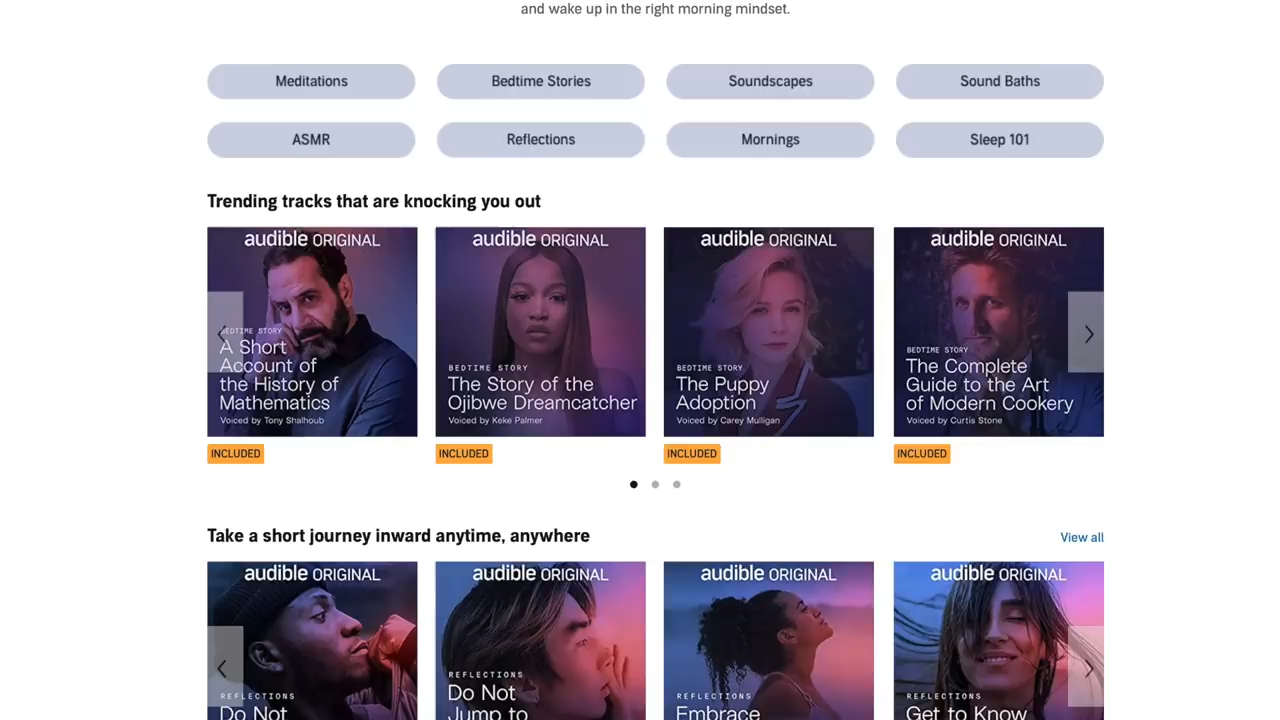 and wake up in the right morning mindset.
Meditations
Bedtime Stories
Soundscapes
Sound Baths
ASMR
Reflections
Mornings
Sleep 101
Trending tracks that are knocking you out
audible ORIGINAL
BEDTIME STORY
A Short
Account of
the History of
Mathematics
Voiced by Tony Shalhoub
INCLUDED
audible ORIGINAL
BEDTIME STORY
The Story of the
Ojibwe Dreamcatcher
Voiced by Keke Palmer
INCLUDED
audible ORIGINAL
BEDTIME STORY
The Puppy
Adoption
Voiced by Carey Mulligan
INCLUDED
audible ORIGINAL
BEDTIME STORY
The Complete
Guide to the Art
of Modern Cookery
Voiced by Curtis Stone
INCLUDED
Take a short journey inward anytime, anywhere
View all
audible ORIGINAL
REFLECTIONS
Do Not
audible ORIGINAL
REFLECTIONS
Do Not
Jump to
audible ORIGINAL
REFLECTIONS
Embrace
audible ORIGINAL
REFLECTIONS
Get to Know